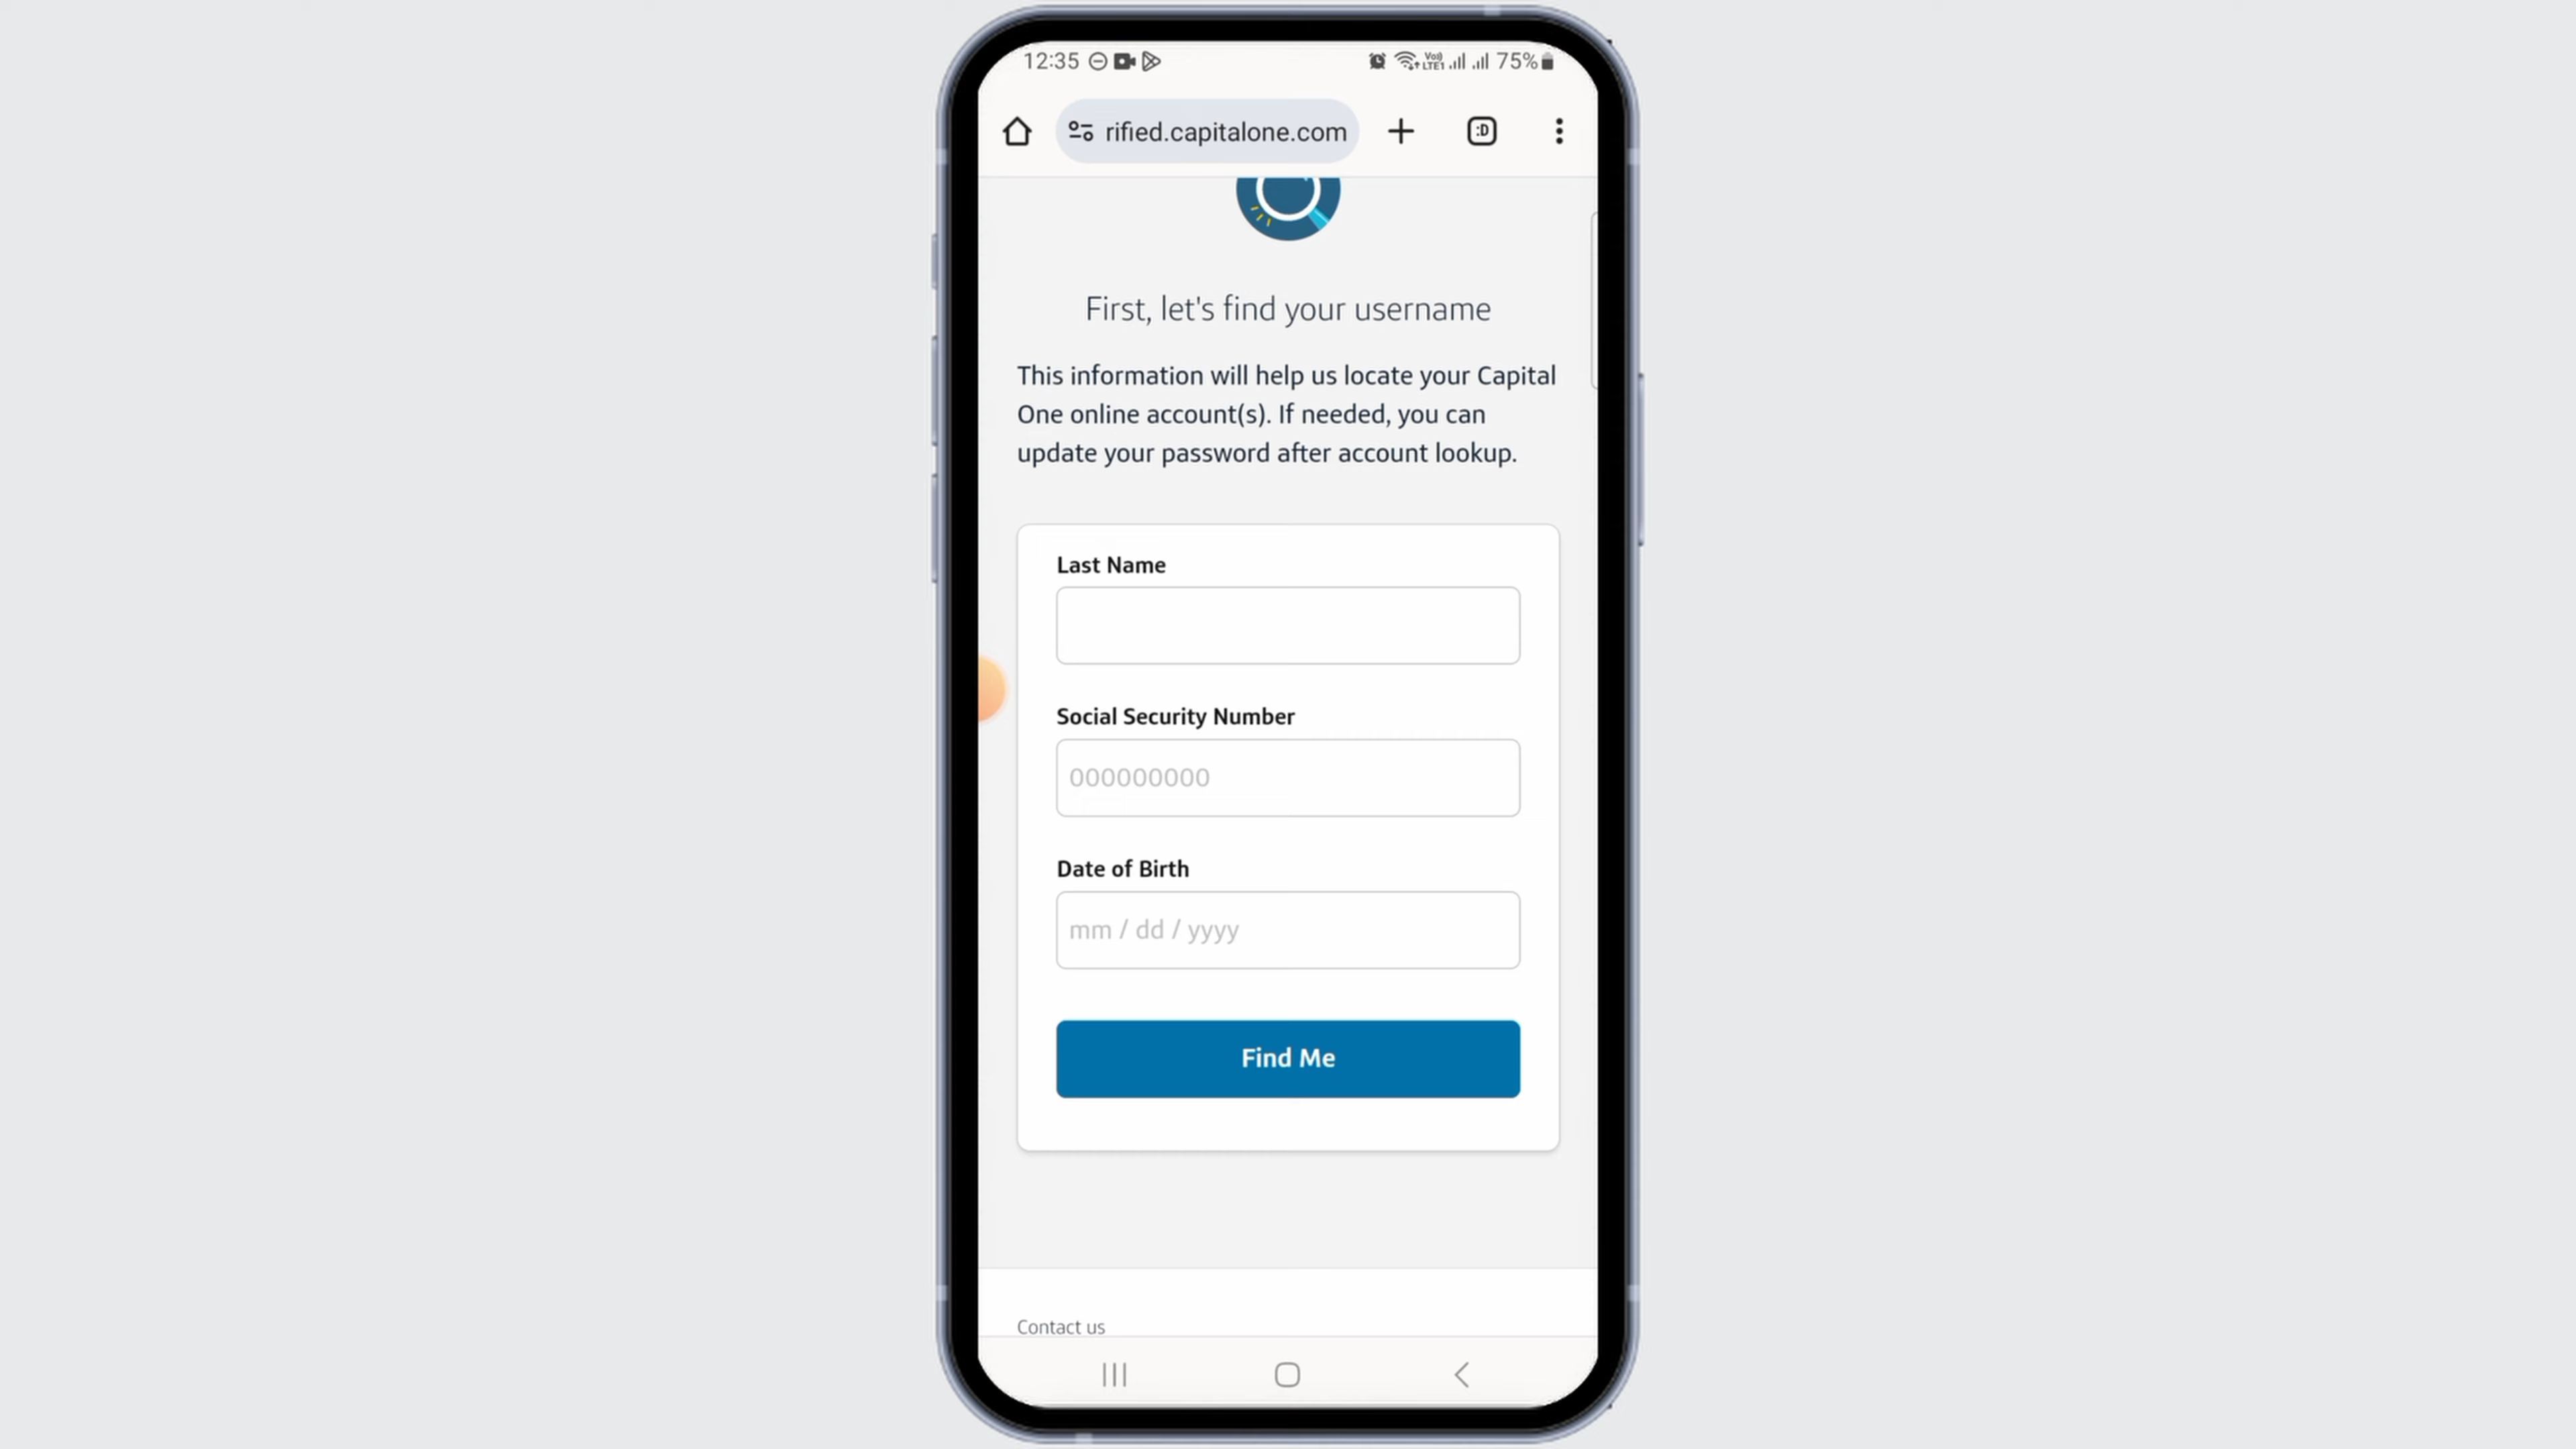 12:35
Vo)) LTE1 75%
rified.capitalone.com
:D
First, let's find your username
This information will help us locate your Capital
One online account(s). If needed, you can
update your password after account lookup.
Last Name
Social Security Number
000000000
Date of Birth
mm / dd / yyyy
Find Me
Contact us